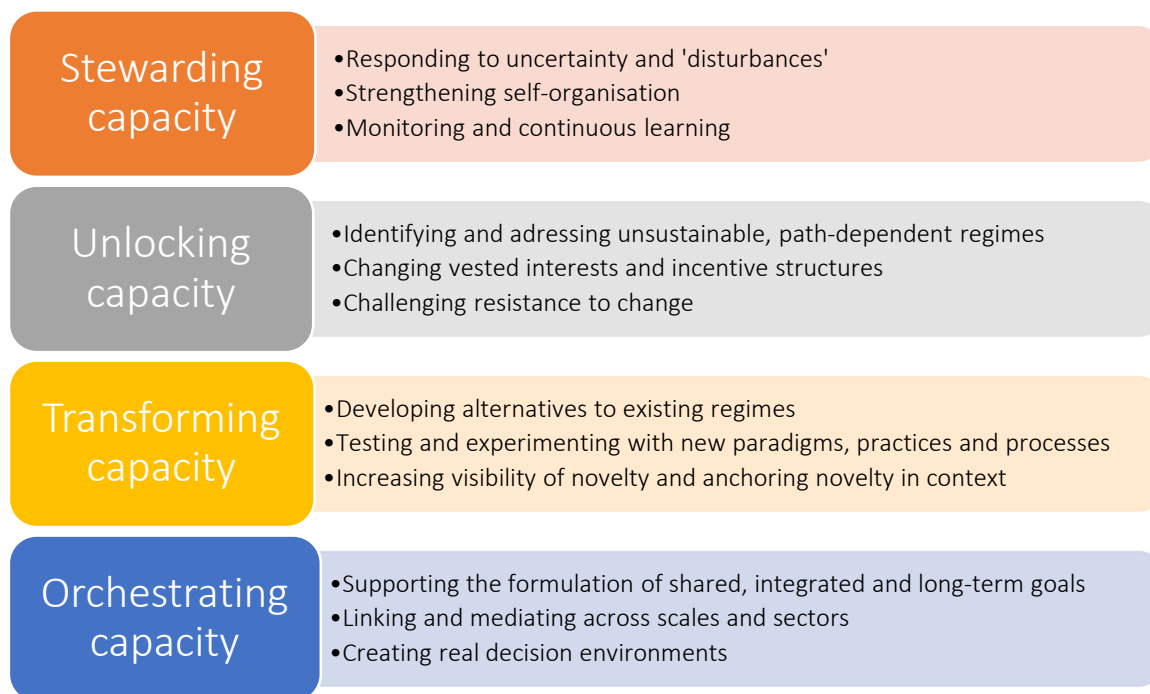 Stewarding
capacity
•Responding to uncertainty and 'disturbances'
•Strengthening self-organisation
•Monitoring and continuous learning
Unlocking
capacity
•Identifying and adressing unsustainable, path-dependent regimes
•Changing vested interests and incentive structures
•Challenging resistance to change
Transforming
capacity
•Developing alternatives to existing regimes
•Testing and experimenting with new paradigms, practices and processes
•Increasing visibility of novelty and anchoring novelty in context
Orchestrating
capacity
•Supporting the formulation of shared, integrated and long-term goals
•Linking and mediating across scales and sectors
•Creating real decision environments